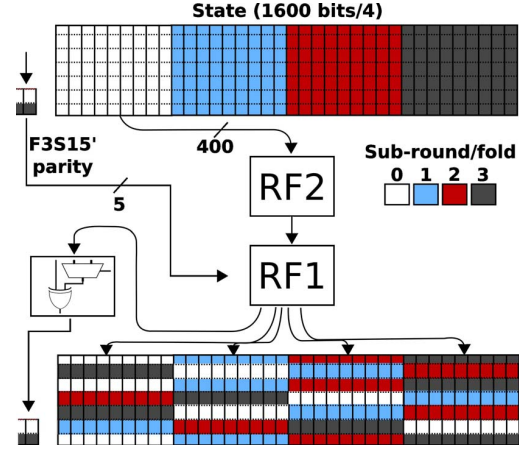 State (1600 bits/4)
F3S15'
parity
400
5
RF2
Sub-round/fold
0 1 2 3
RF1